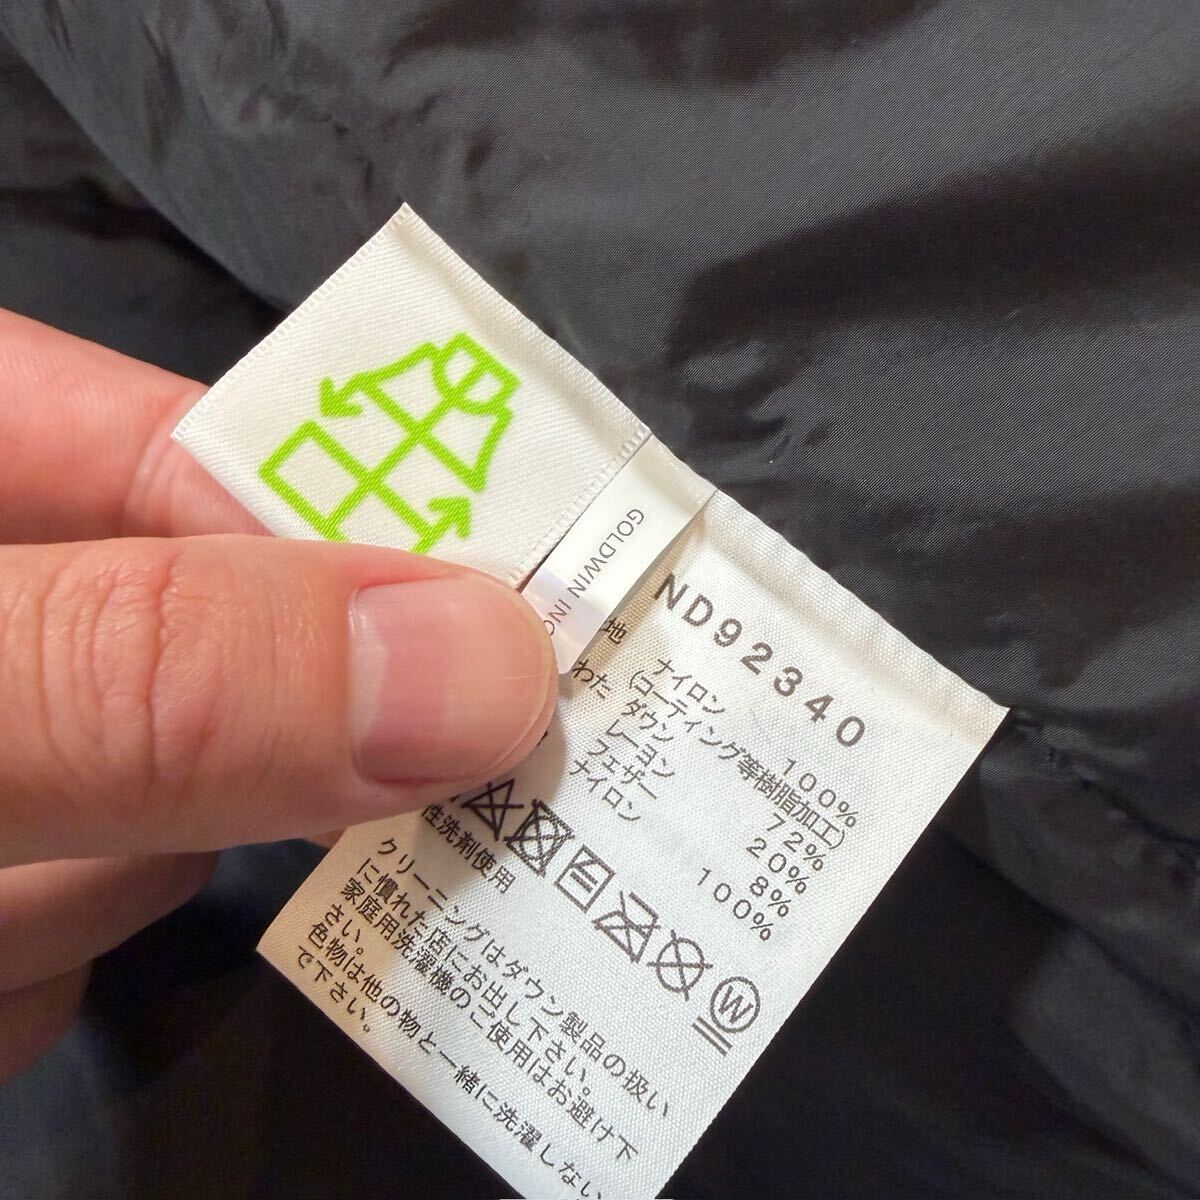 GOLDWIN INC
ND92340
地 ナイロン 100%
(コーティング等樹脂加工)
わた ダウン 72%
レーヨン 20%
フェザー 8%
ナイロン 100%
性洗剤使用
クリーニングはダウン製品の扱い
に慣れた店にお出し下さい。
家庭用洗濯機のご使用はお避け下
さい。
色物は他の物と一緒に洗濯しない
で下さい。